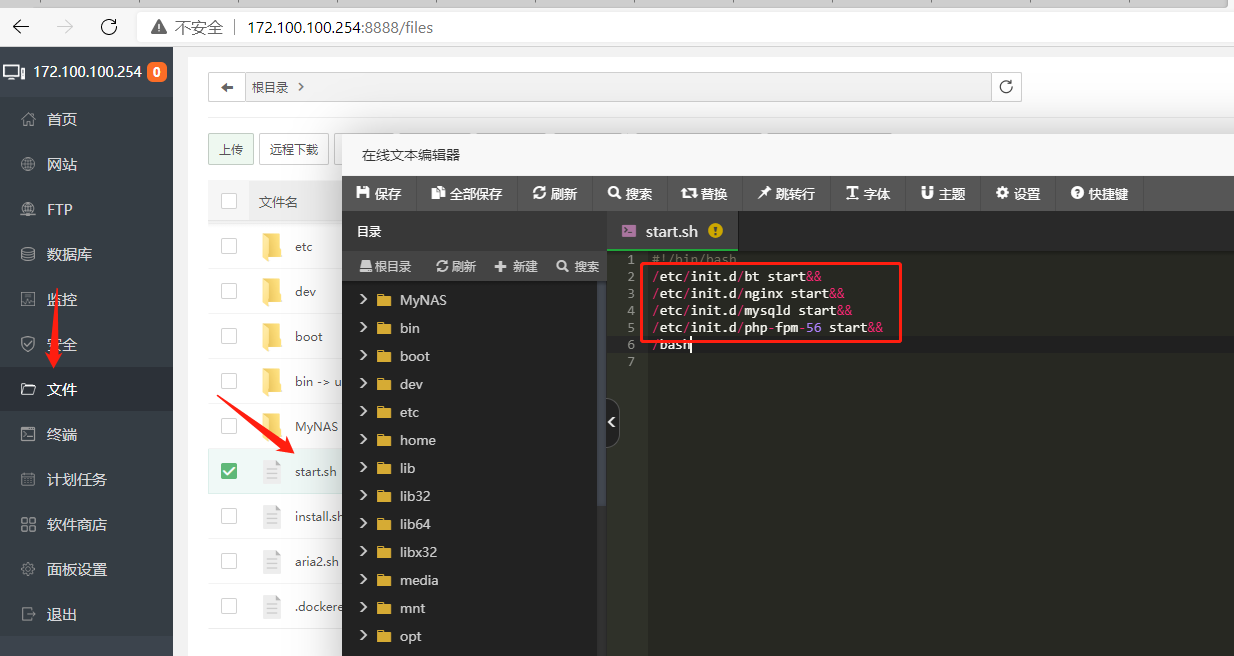 不安全 172.100.100.254:8888/files
172.100.100.254 0
首页
网站
FTP
数据库
监控
安全
文件
终端
计划任务
软件商店
面板设置
退出
根目录
上传 远程下载
文件名
etc
dev
boot
bin -> u
MyNAS
start.sh
install.sh
aria2.sh
.dockere
在线文本编辑器
保存 全部保存 刷新 搜索 替换 跳转行 字体 主题 设置 快捷键
目录
根目录 刷新 新建 搜索
MyNAS
bin
boot
dev
etc
home
lib
lib32
lib64
libx32
media
mnt
opt
start.sh
1 #!/bin/bash
2 /etc/init.d/bt start&&
3 /etc/init.d/nginx start&&
4 /etc/init.d/mysqld start&&
5 /etc/init.d/php-fpm-56 start&&
6 /bash
7